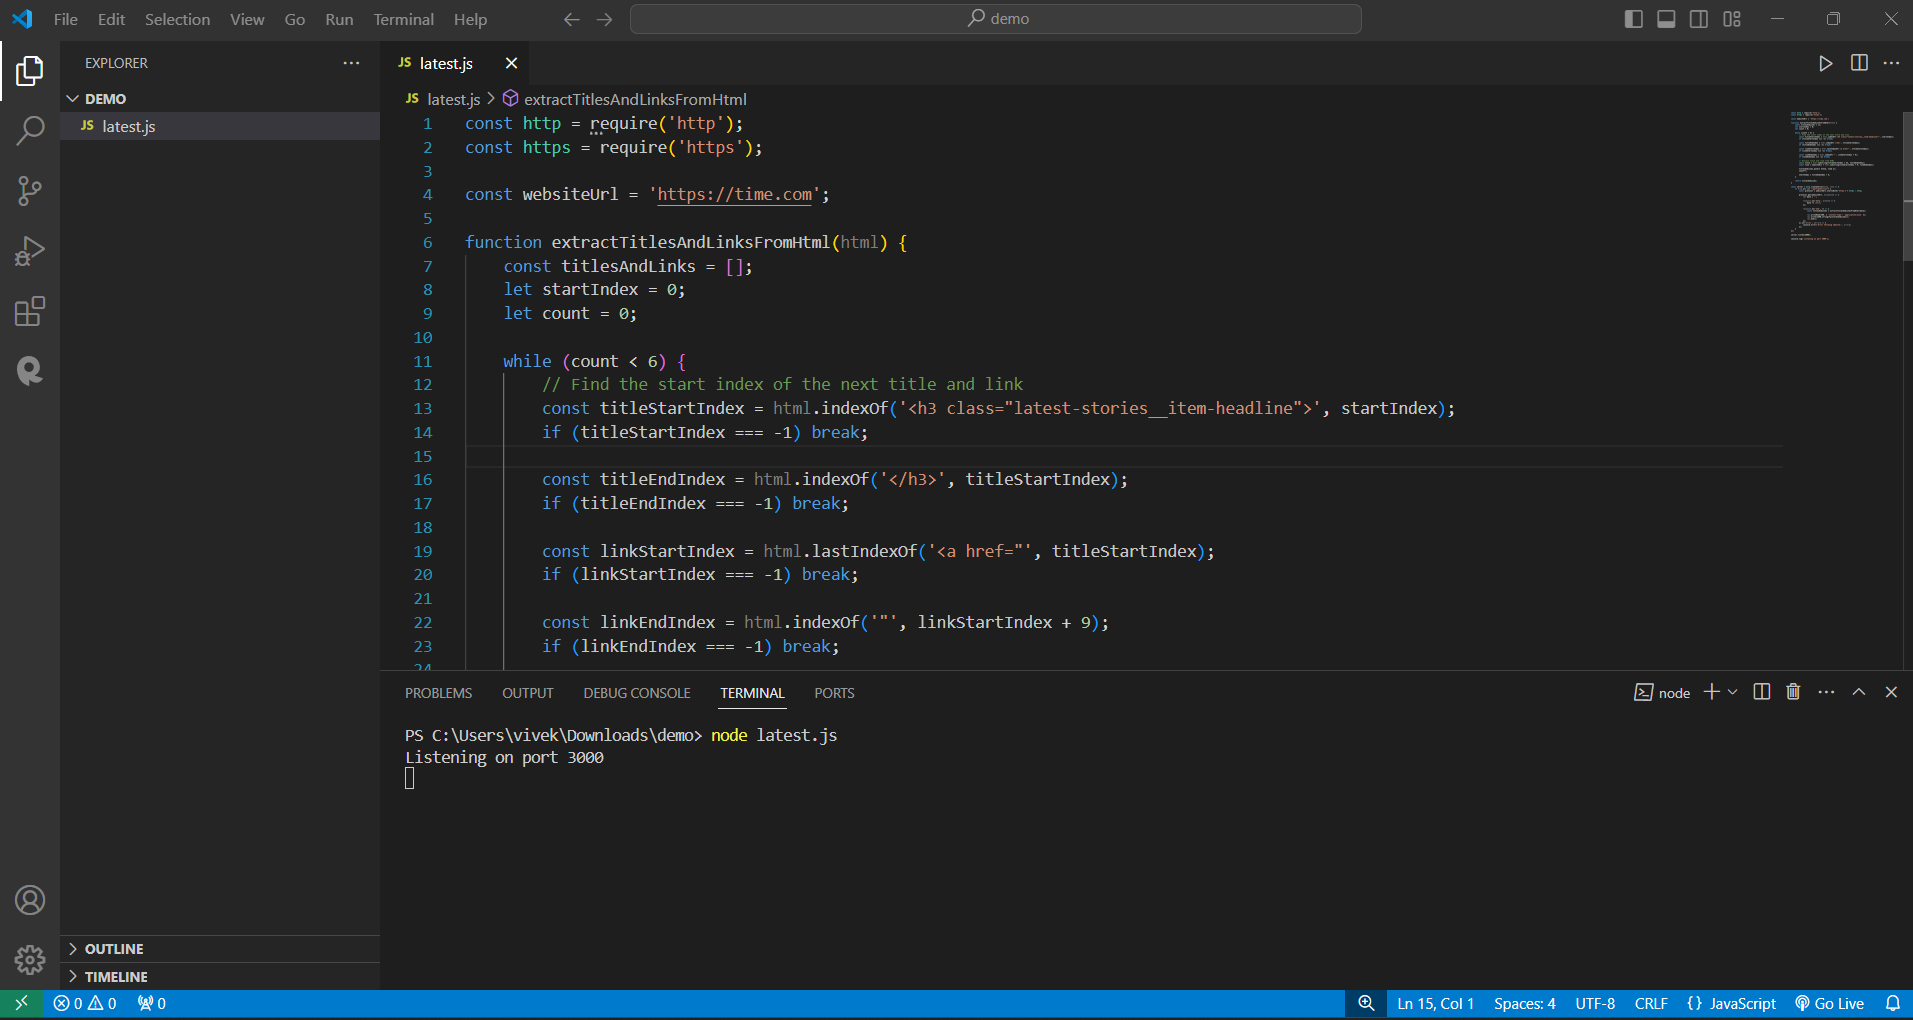 File Edit Selection View Go Run Terminal Help
demo
EXPLORER
DEMO
JS latest.js
JS latest.js
JS latest.js > extractTitlesAndLinksFromHtml
1 const http = require('http');
2 const https = require('https');
3
4 const websiteUrl = 'https://time.com';
5
6 function extractTitlesAndLinksFromHtml(html) {
7 const titlesAndLinks = [];
8 let startIndex = 0;
9 let count = 0;
10
11 while (count < 6) {
12 // Find the start index of the next title and link
13 const titleStartIndex = html.indexOf('<h3 class="latest-stories__item-headline">', startIndex);
14 if (titleStartIndex === -1) break;
15
16 const titleEndIndex = html.indexOf('</h3>', titleStartIndex);
17 if (titleEndIndex === -1) break;
18
19 const linkStartIndex = html.lastIndexOf('<a href="', titleStartIndex);
20 if (linkStartIndex === -1) break;
21
22 const linkEndIndex = html.indexOf('"', linkStartIndex + 9);
23 if (linkEndIndex === -1) break;
24
PROBLEMS OUTPUT DEBUG CONSOLE TERMINAL PORTS
node
PS C:\Users\vivek\Downloads\demo> node latest.js
Listening on port 3000
OUTLINE
TIMELINE
0 0 0
Ln 15, Col 1 Spaces: 4 UTF-8 CRLF {} JavaScript Go Live